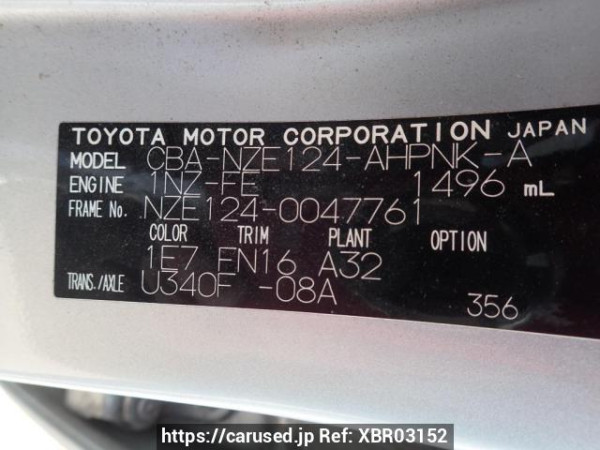 TOYOTA MOTOR CORPORATION JAPAN
MODEL CBA-NZE124-AHPNK-A
ENGINE 1NZ-FE 1496 mL
FRAME No. NZE124-0047761
COLOR TRIM PLANT OPTION
1E7 FN16 A32
TRANS./AXLE U340F -08A
356
https://carused.jp Ref: XBR03152